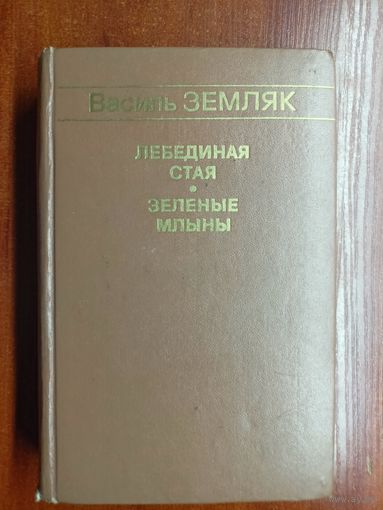 Василь ЗЕМЛЯК
ЛЕБЕДИНАЯ
СТАЯ
•
ЗЕЛЕНЫЕ
МЛЫНЫ